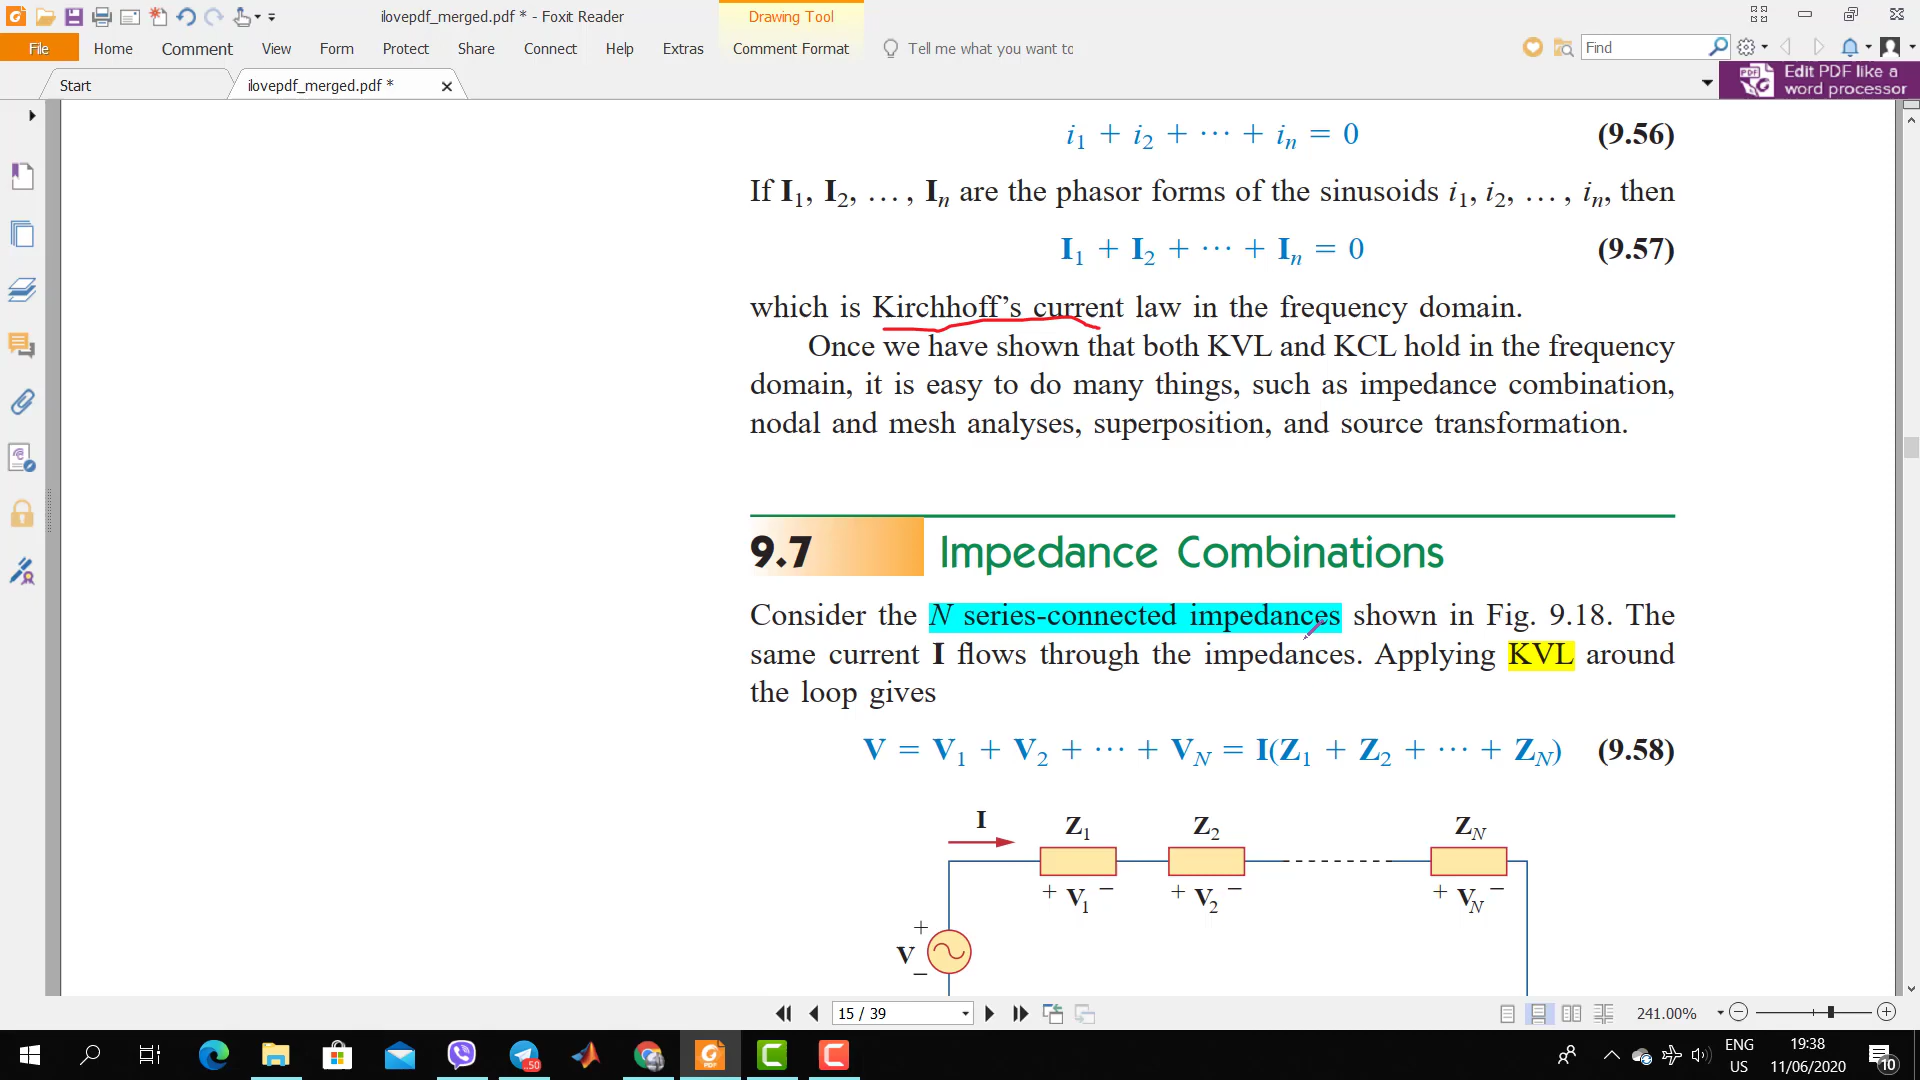 ilovepdf_merged.pdf * - Foxit Reader
Drawing Tool
File Home Comment View Form Protect Share Connect Help Extras Comment Format Tell me what you want to
Find
Start
ilovepdf_merged.pdf *
Edit PDF like a
word processor
i1 + i2 + ··· + in = 0 (9.56)
If I1, I2, ..., In are the phasor forms of the sinusoids i1, i2, ..., in, then
I1 + I2 + ··· + In = 0 (9.57)
which is Kirchhoff's current law in the frequency domain.
Once we have shown that both KVL and KCL hold in the frequency
domain, it is easy to do many things, such as impedance combination,
nodal and mesh analyses, superposition, and source transformation.
9.7 Impedance Combinations
Consider the N series-connected impedances shown in Fig. 9.18. The
same current I flows through the impedances. Applying KVL around
the loop gives
V = V1 + V2 + ··· + VN = I(Z1 + Z2 + ··· + ZN) (9.58)
I Z1 Z2 ZN
+ V1 − + V2 − + VN −
+
V
−
15 / 39
241.00%
ENG
US
19:38
11/06/2020
.50
10